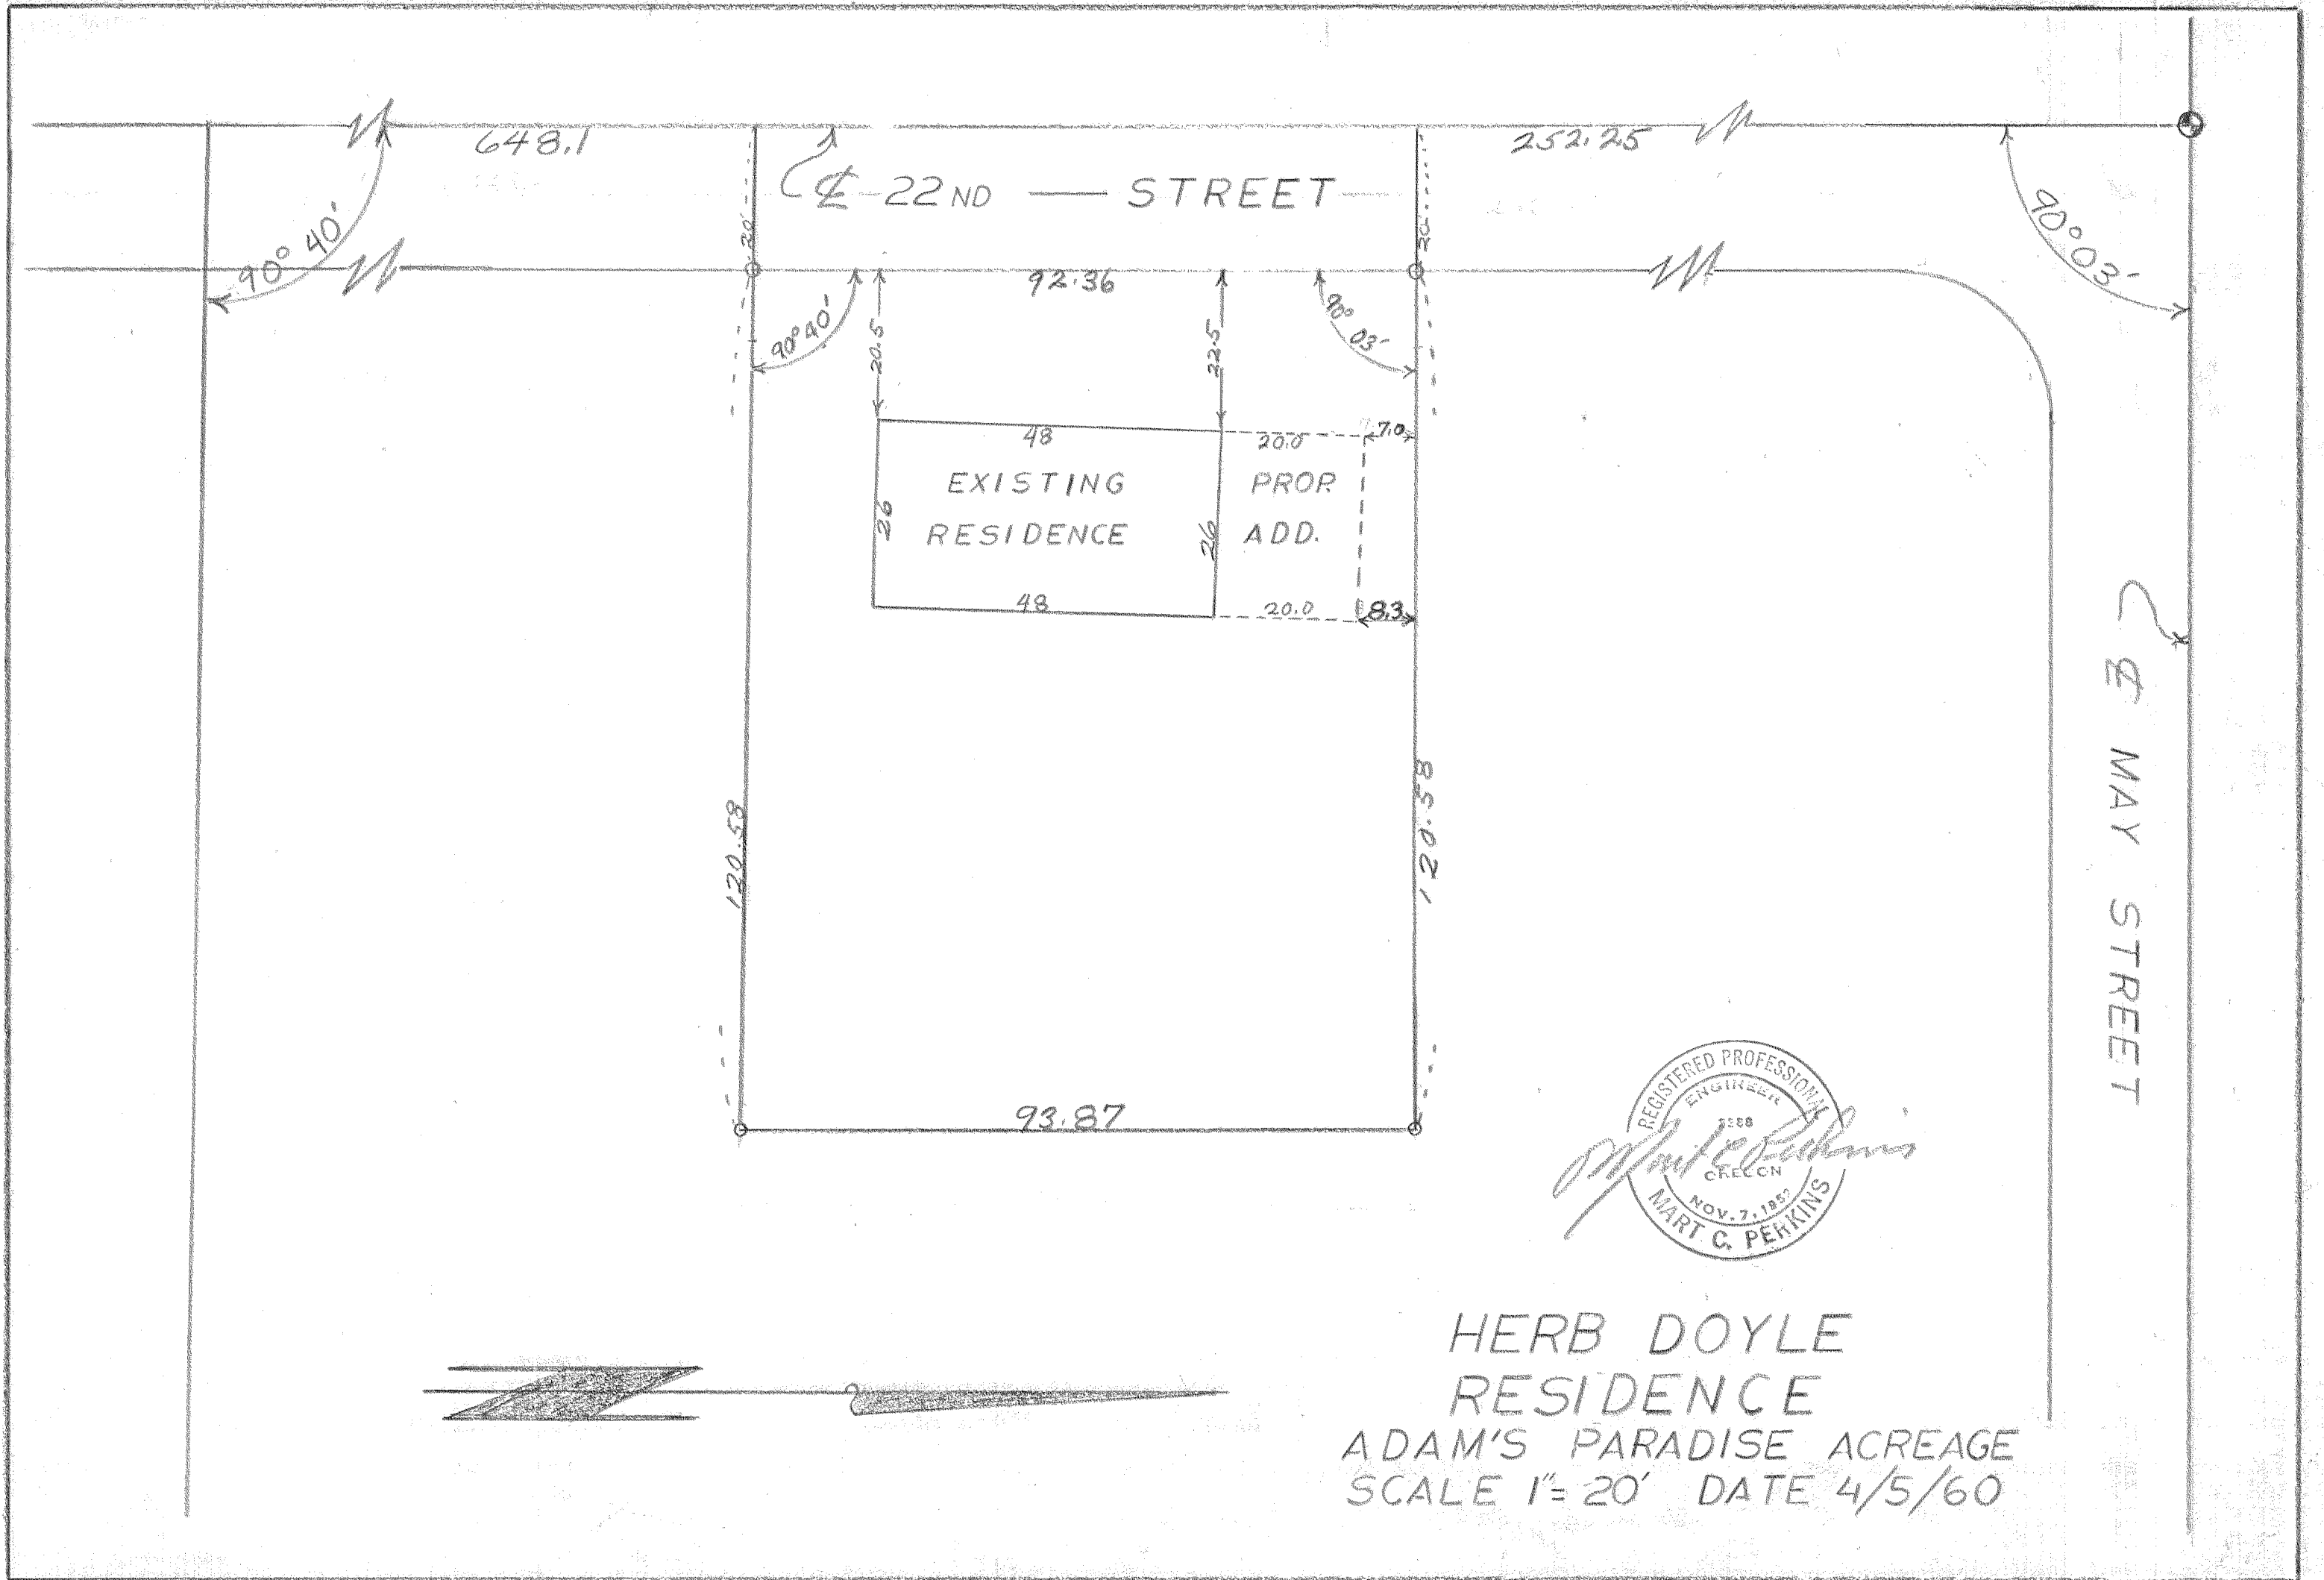 648.1
252.25
℄ 22ND STREET
90° 40'
90° 03'
20'
20'
92.36
90° 40'
20.5
22.5
90° 03'
48
20.0
7.0
EXISTING
RESIDENCE
PROP.
ADD.
26
26
48
20.0
8.3
120.58
120.58
93.87
℄ MAY STREET
REGISTERED PROFESSIONAL
ENGINEER
OREGON
NOV. 7, 1952
MART C. PERKINS
HERB DOYLE
RESIDENCE
ADAM'S PARADISE ACREAGE
SCALE 1"= 20' DATE 4/5/60